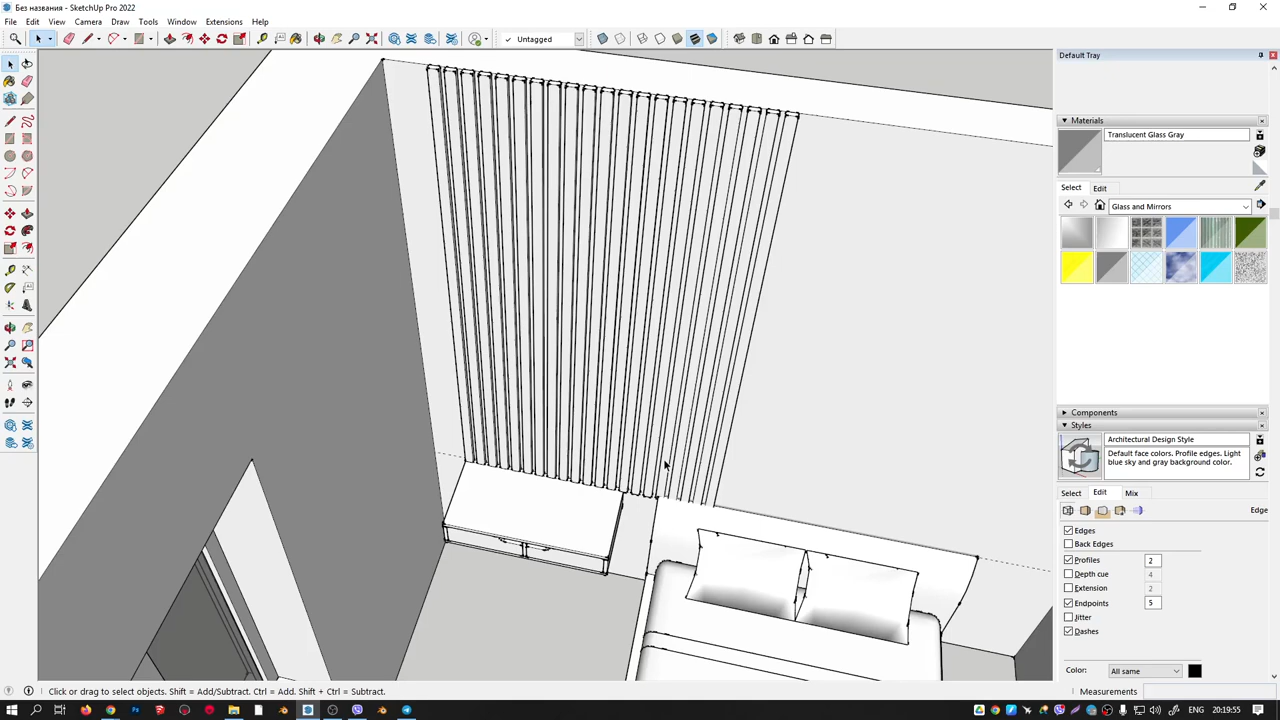 Без названия - SketchUp Pro 2022
File Edit View Camera Draw Tools Window Extensions Help
Untagged
Default Tray
Materials
Translucent Glass Gray
Select Edit
Glass and Mirrors
Components
Styles
Architectural Design Style
Default face colors. Profile edges. Light
blue sky and gray background color.
Select Edit Mix
Edge
Edges
Back Edges
Profiles 2
Depth cue 4
Extension 2
Endpoints 5
Jitter
Dashes
Color: All same
Click or drag to select objects. Shift = Add/Subtract. Ctrl = Add. Shift + Ctrl = Subtract.
Measurements
ENG 20:19:55